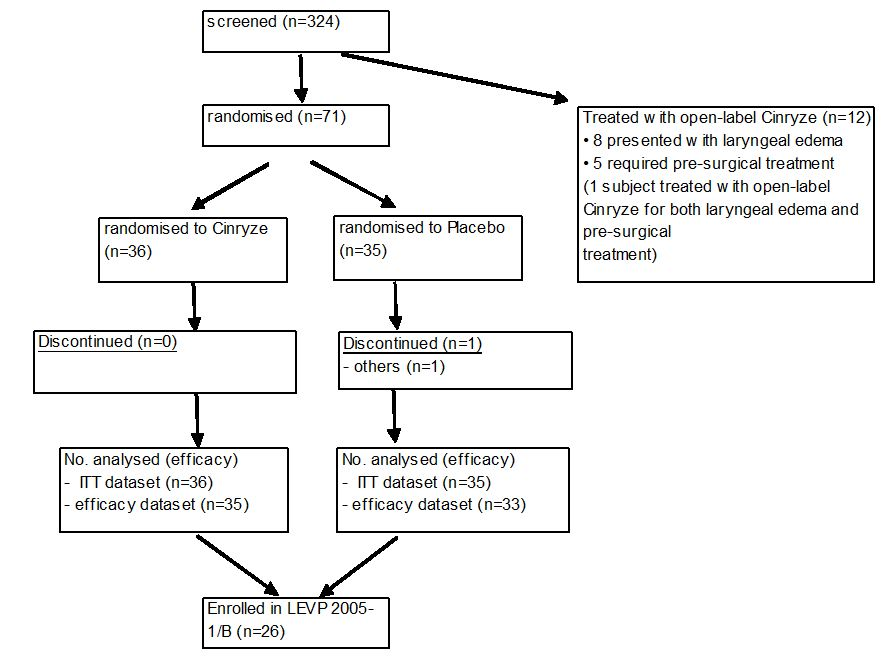 screened (n=324)
randomised (n=71)
Treated with open-label Cinryze (n=12)
• 8 presented with laryngeal edema
• 5 required pre-surgical treatment
(1 subject treated with open-label
Cinryze for both laryngeal edema and
pre-surgical
treatment)
randomised to Cinryze
(n=36)
randomised to Placebo
(n=35)
Discontinued (n=0)
Discontinued (n=1)
- others (n=1)
No. analysed (efficacy)
- ITT dataset (n=36)
- efficacy dataset (n=35)
No. analysed (efficacy)
- ITT dataset (n=35)
- efficacy dataset (n=33)
Enrolled in LEVP 2005-
1/B (n=26)